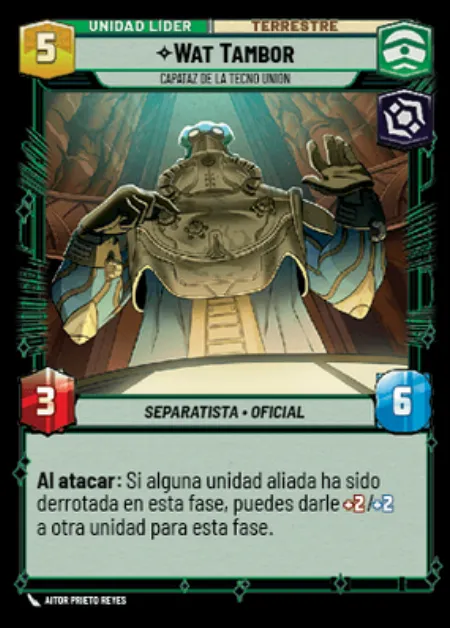 UNIDAD LÍDER
TERRESTRE
5
WAT TAMBOR
CAPATAZ DE LA TECNO UNION
3
SEPARATISTA • OFICIAL
6
Al atacar: Si alguna unidad aliada ha sido
derrotada en esta fase, puedes darle +2/+2
a otra unidad para esta fase.
AITOR PRIETO REYES